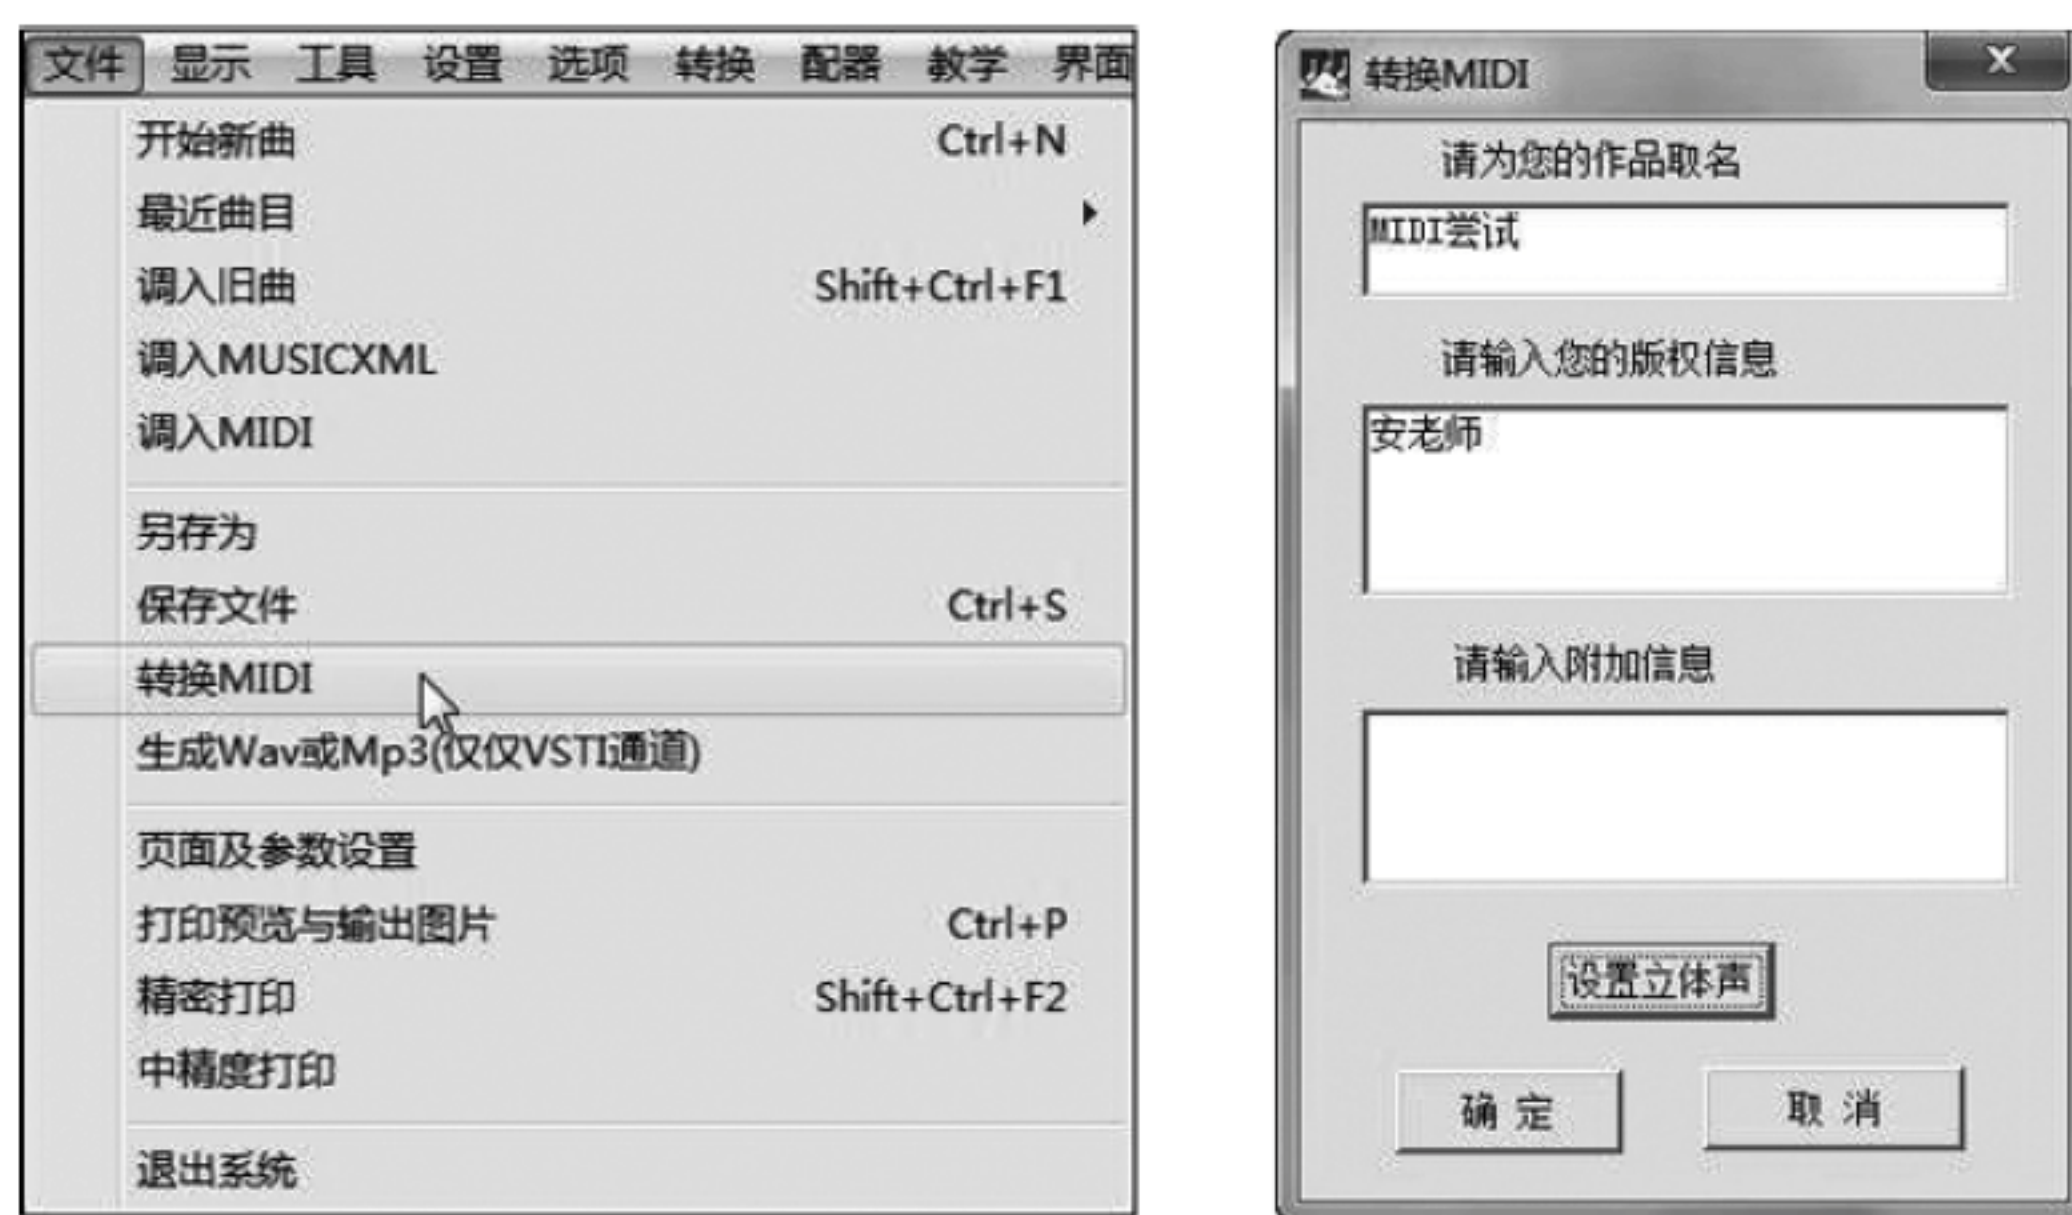 文件 显示 工具 设置 选项 转换 配器 教学 界面
开始新曲 Ctrl+N
最近曲目
调入旧曲 Shift+Ctrl+F1
调入MUSICXML
调入MIDI
另存为
保存文件 Ctrl+S
转换MIDI
生成Wav或Mp3(仅仅VSTI通道)
页面及参数设置
打印预览与输出图片 Ctrl+P
精密打印 Shift+Ctrl+F2
中精度打印
退出系统
转换MIDI
请为您的作品取名
MIDI尝试
请输入您的版权信息
安老师
请输入附加信息
设置立体声
确定 取消